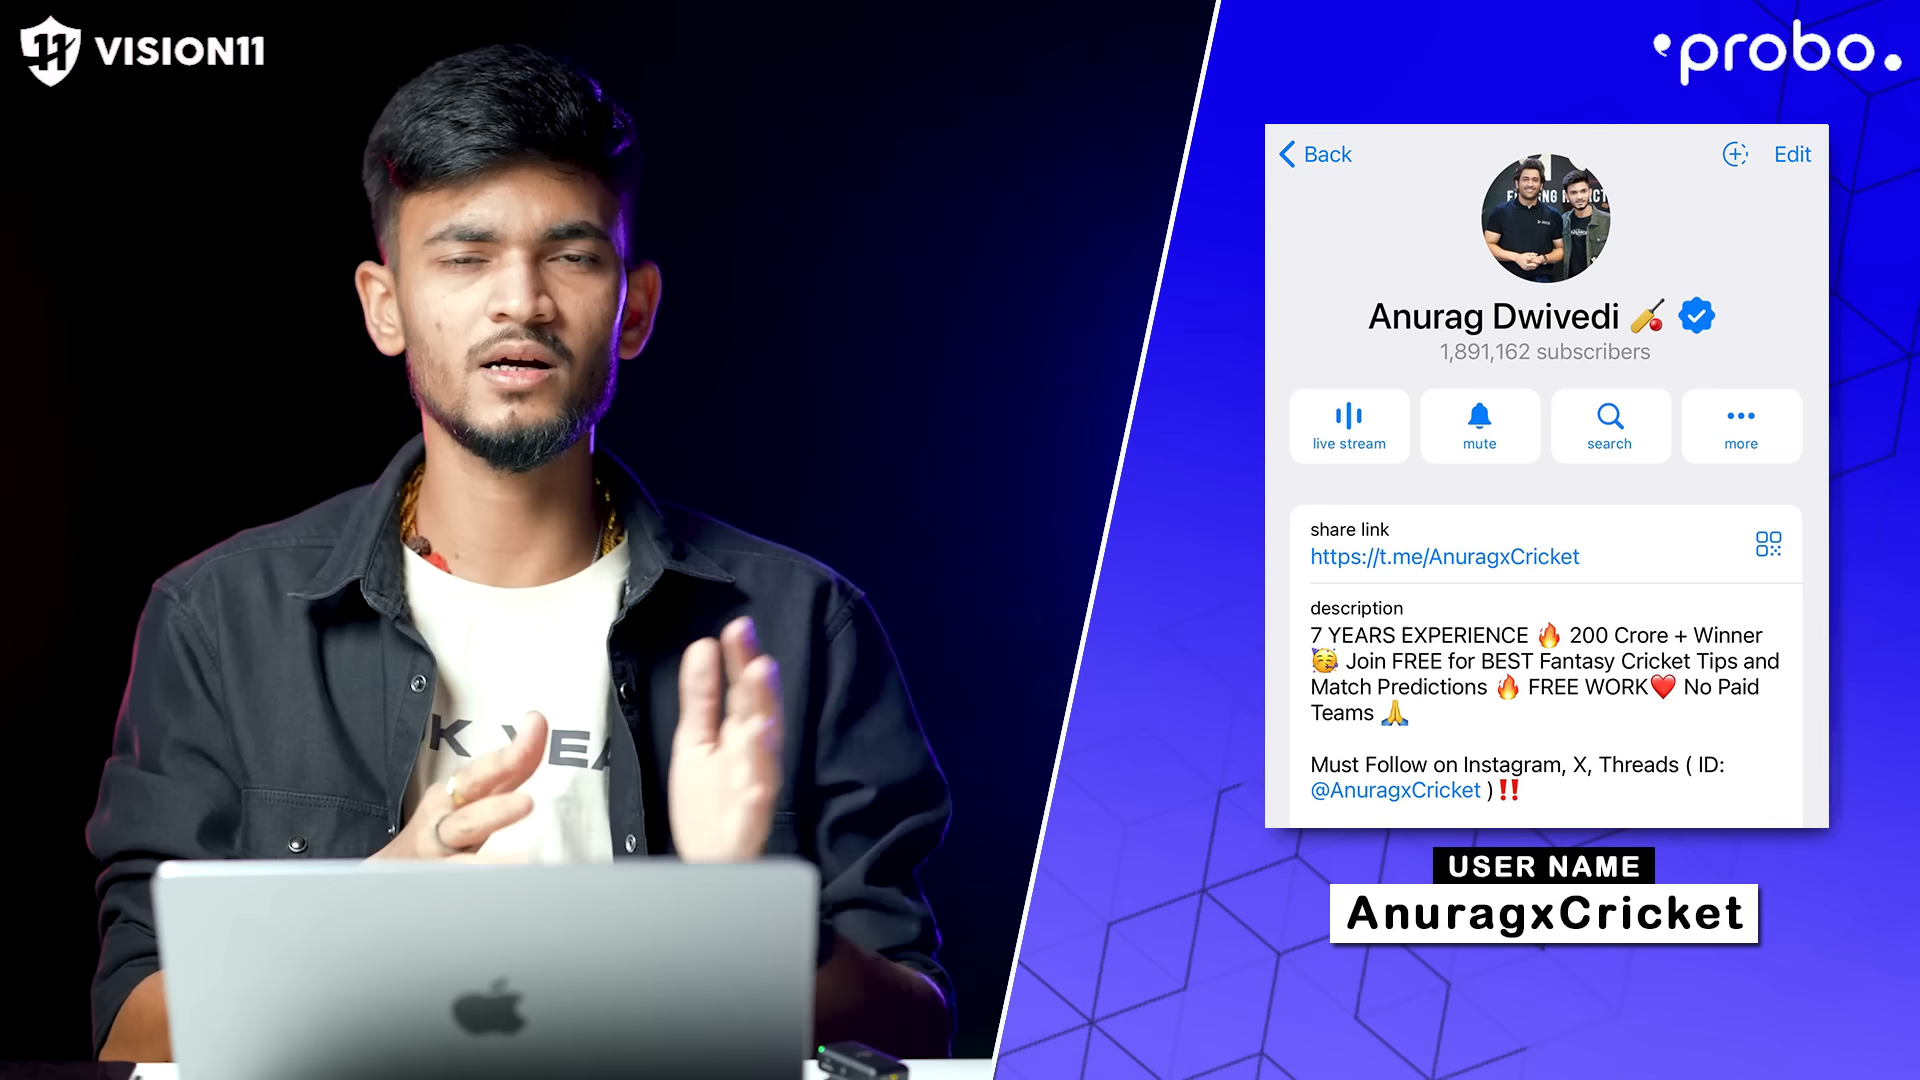 VISION11
probo.
Back
Edit
Anurag Dwivedi
1,891,162 subscribers
live stream
mute
search
more
share link
https://t.me/AnuragxCricket
description
7 YEARS EXPERIENCE 🔥 200 Crore + Winner
🥳 Join FREE for BEST Fantasy Cricket Tips and
Match Predictions 🔥 FREE WORK❤️ No Paid
Teams 🙏
Must Follow on Instagram, X, Threads ( ID:
@AnuragxCricket )‼️
USER NAME
AnuragxCricket